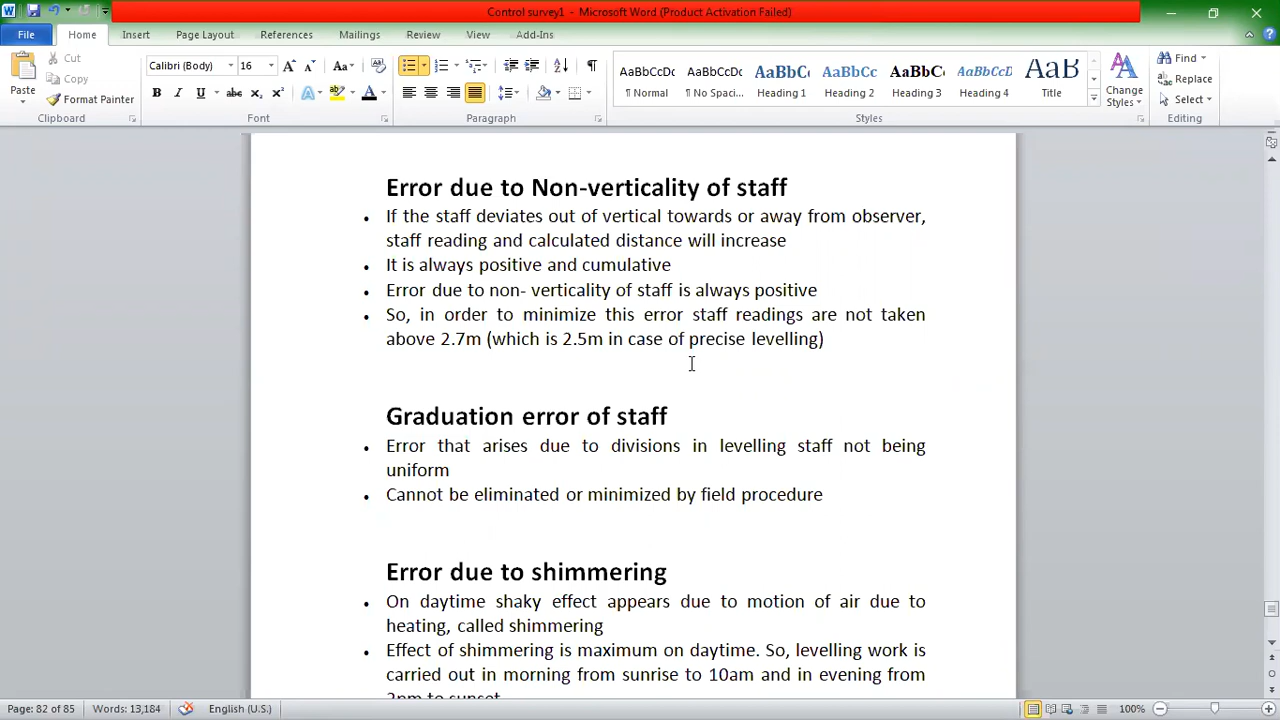 Control survey1 - Microsoft Word (Product Activation Failed)
File Home Insert Page Layout References Mailings Review View Add-Ins
Paste
Cut
Copy
Format Painter
Clipboard
Calibri (Body) 16
Font
Paragraph
AaBbCcDc AaBbCcDc AaBbC AaBbCc AaBbC AaBbCcI AaB
¶ Normal ¶ No Spaci... Heading 1 Heading 2 Heading 3 Heading 4 Title
Change Styles
Styles
Find
Replace
Select
Editing
Error due to Non-verticality of staff
• If the staff deviates out of vertical towards or away from observer,
staff reading and calculated distance will increase
• It is always positive and cumulative
• Error due to non- verticality of staff is always positive
• So, in order to minimize this error staff readings are not taken
above 2.7m (which is 2.5m in case of precise levelling)
Graduation error of staff
• Error that arises due to divisions in levelling staff not being
uniform
• Cannot be eliminated or minimized by field procedure
Error due to shimmering
• On daytime shaky effect appears due to motion of air due to
heating, called shimmering
• Effect of shimmering is maximum on daytime. So, levelling work is
carried out in morning from sunrise to 10am and in evening from
to sunset
Page: 82 of 85 Words: 13,184 English (U.S.) 100%